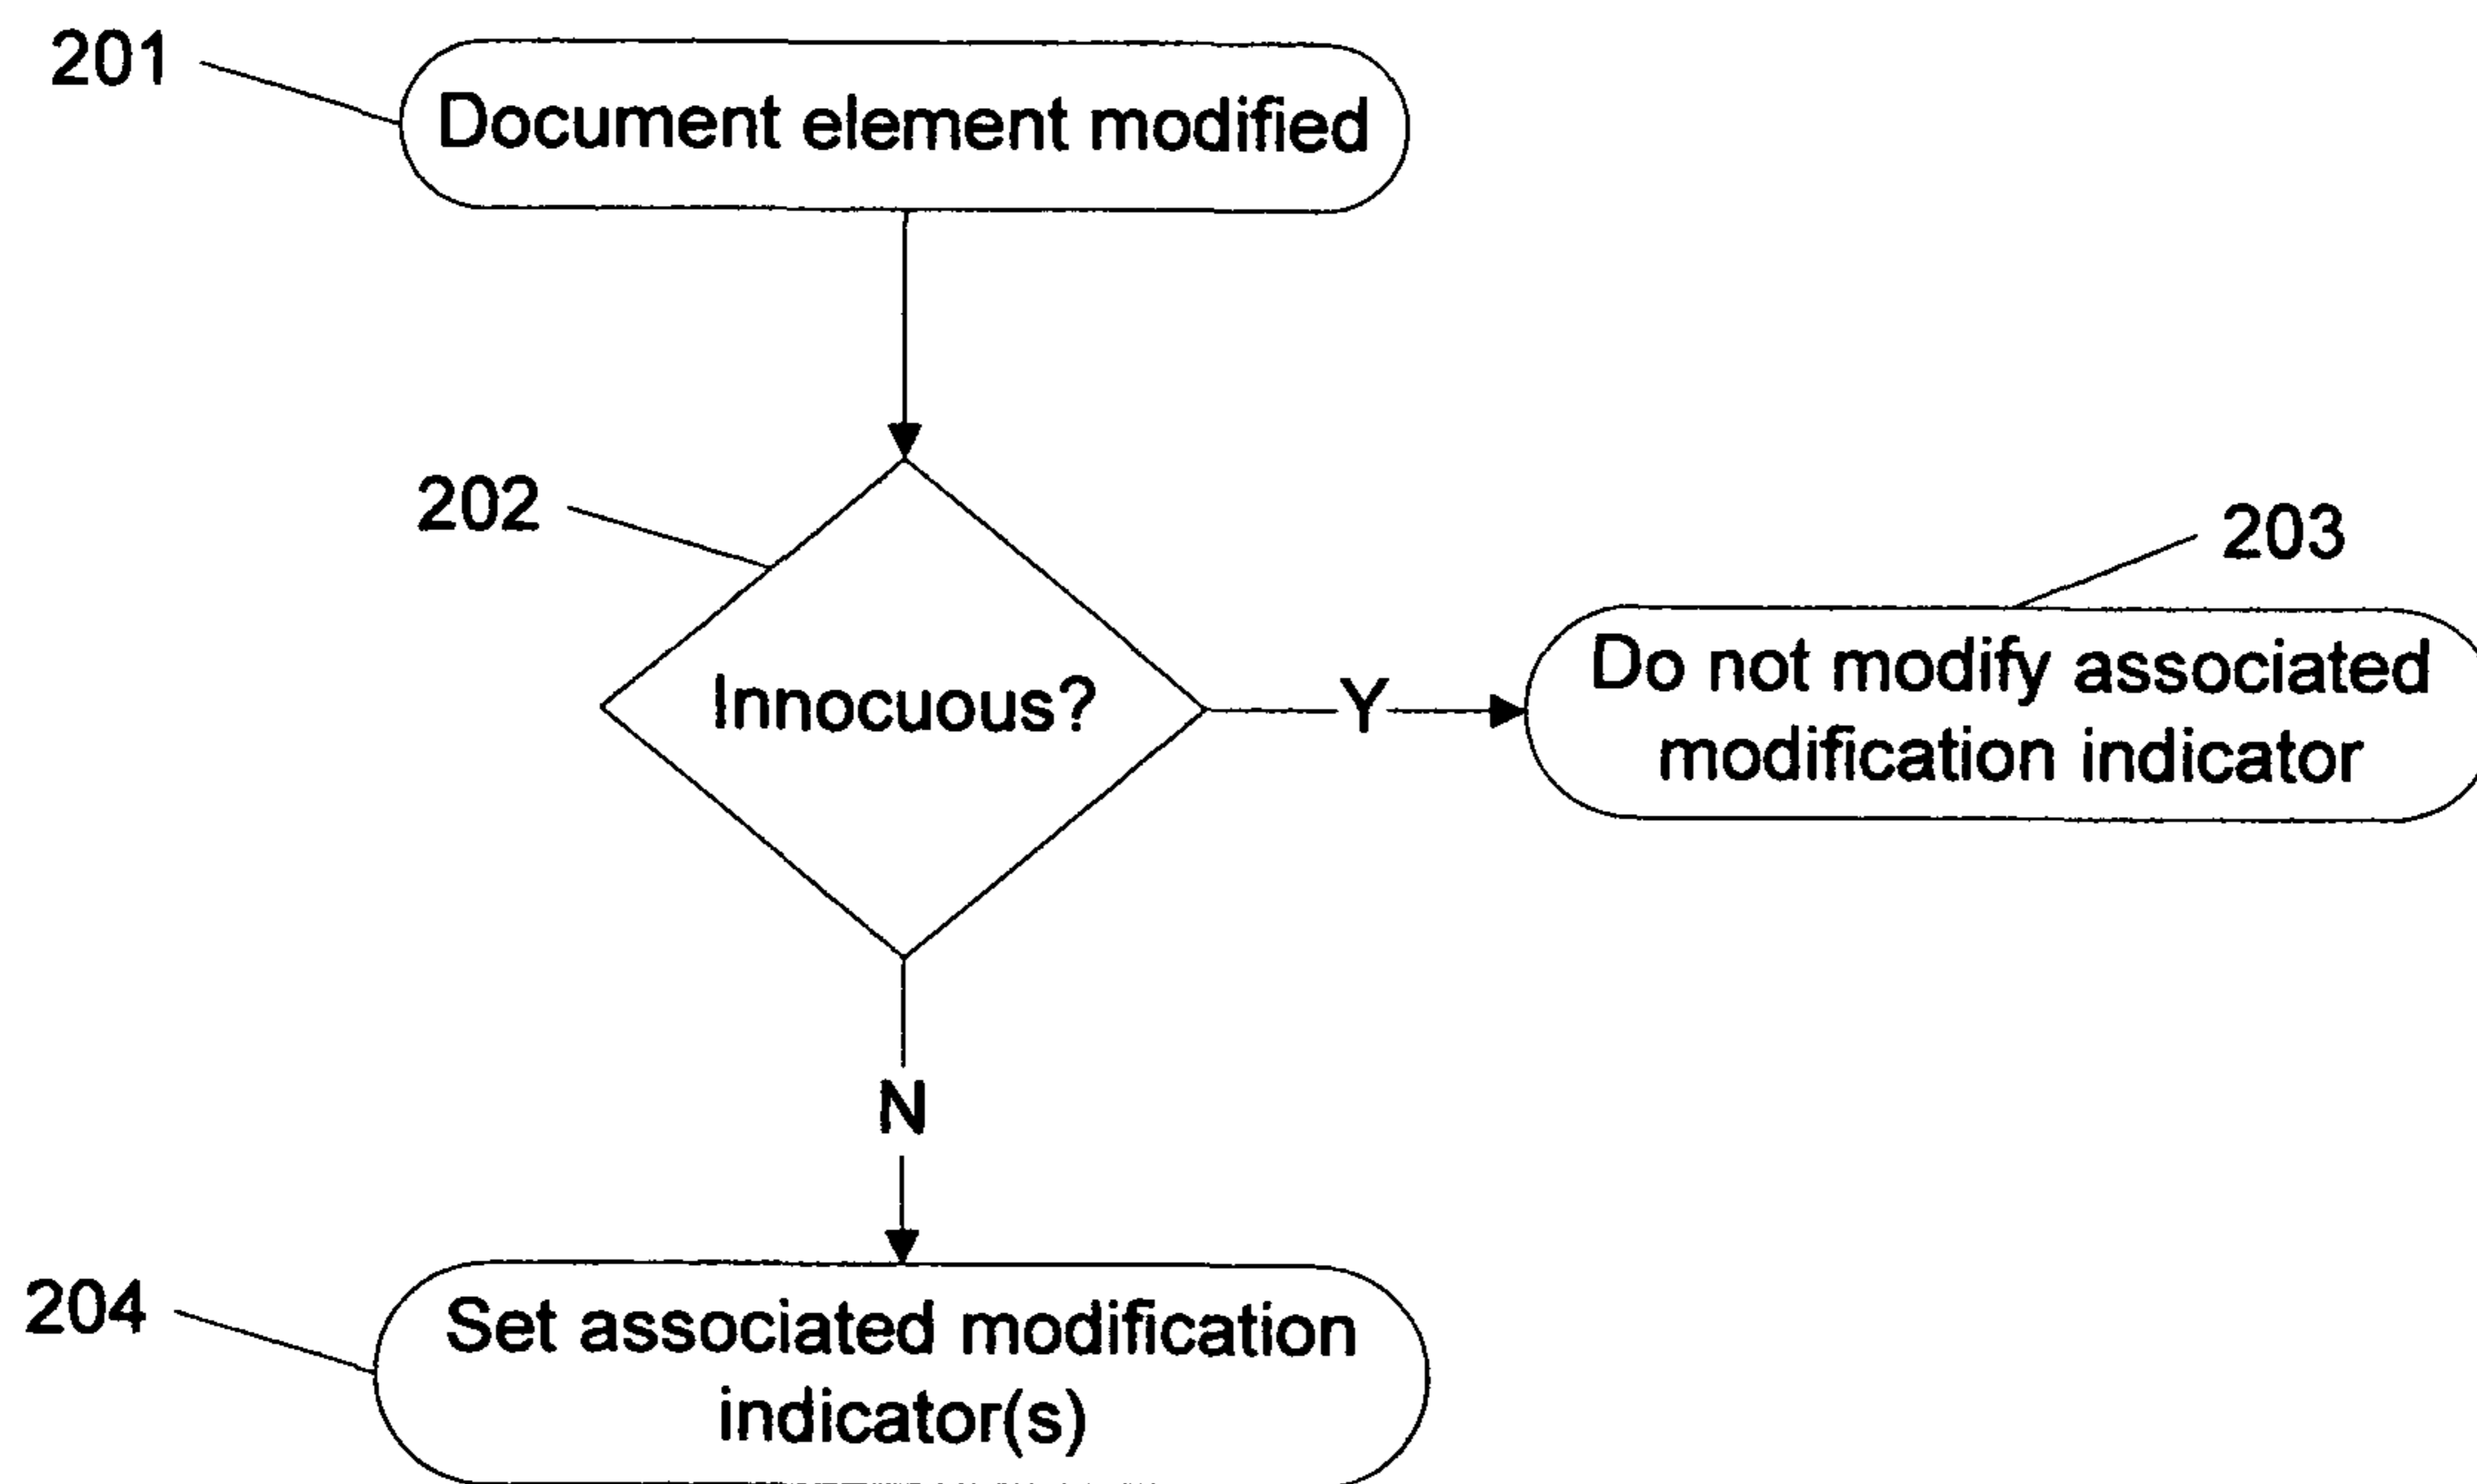 201
Document element modified
202
Innocuous?
Y
203
Do not modify associated
modification indicator
N
204
Set associated modification
indicator(s)